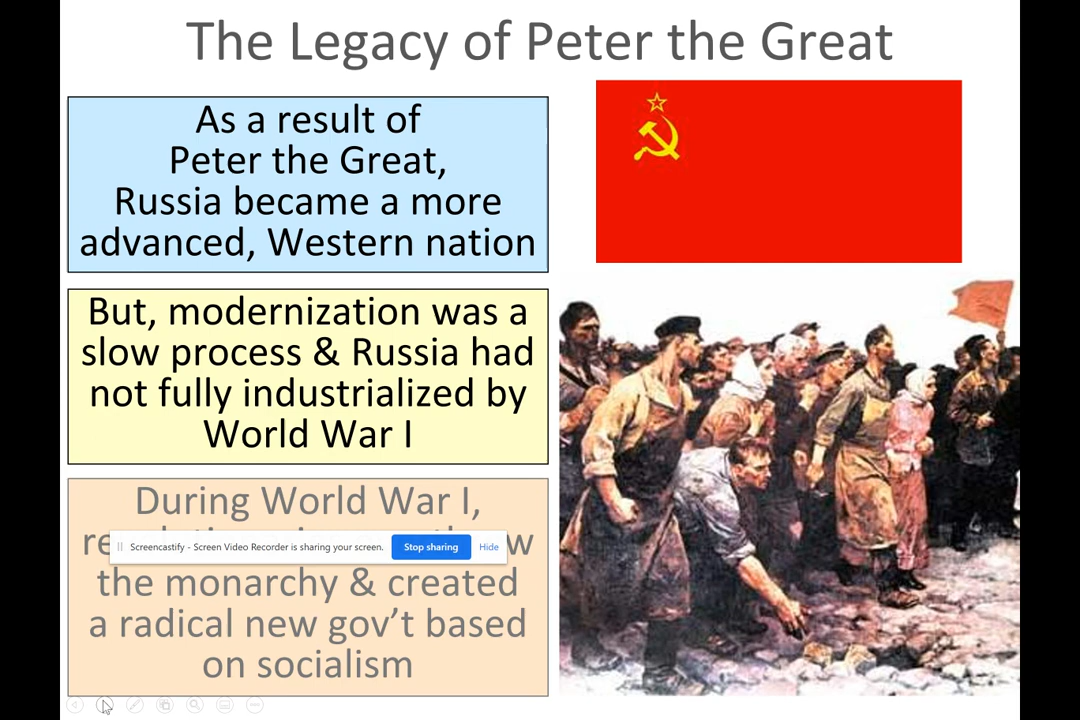 The Legacy of Peter the Great
As a result of
Peter the Great,
Russia became a more
advanced, Western nation
But, modernization was a
slow process & Russia had
not fully industrialized by
World War I
During World War I,
Screencastify - Screen Video Recorder is sharing your screen. Stop sharing Hide
the monarchy & created
a radical new gov’t based
on socialism